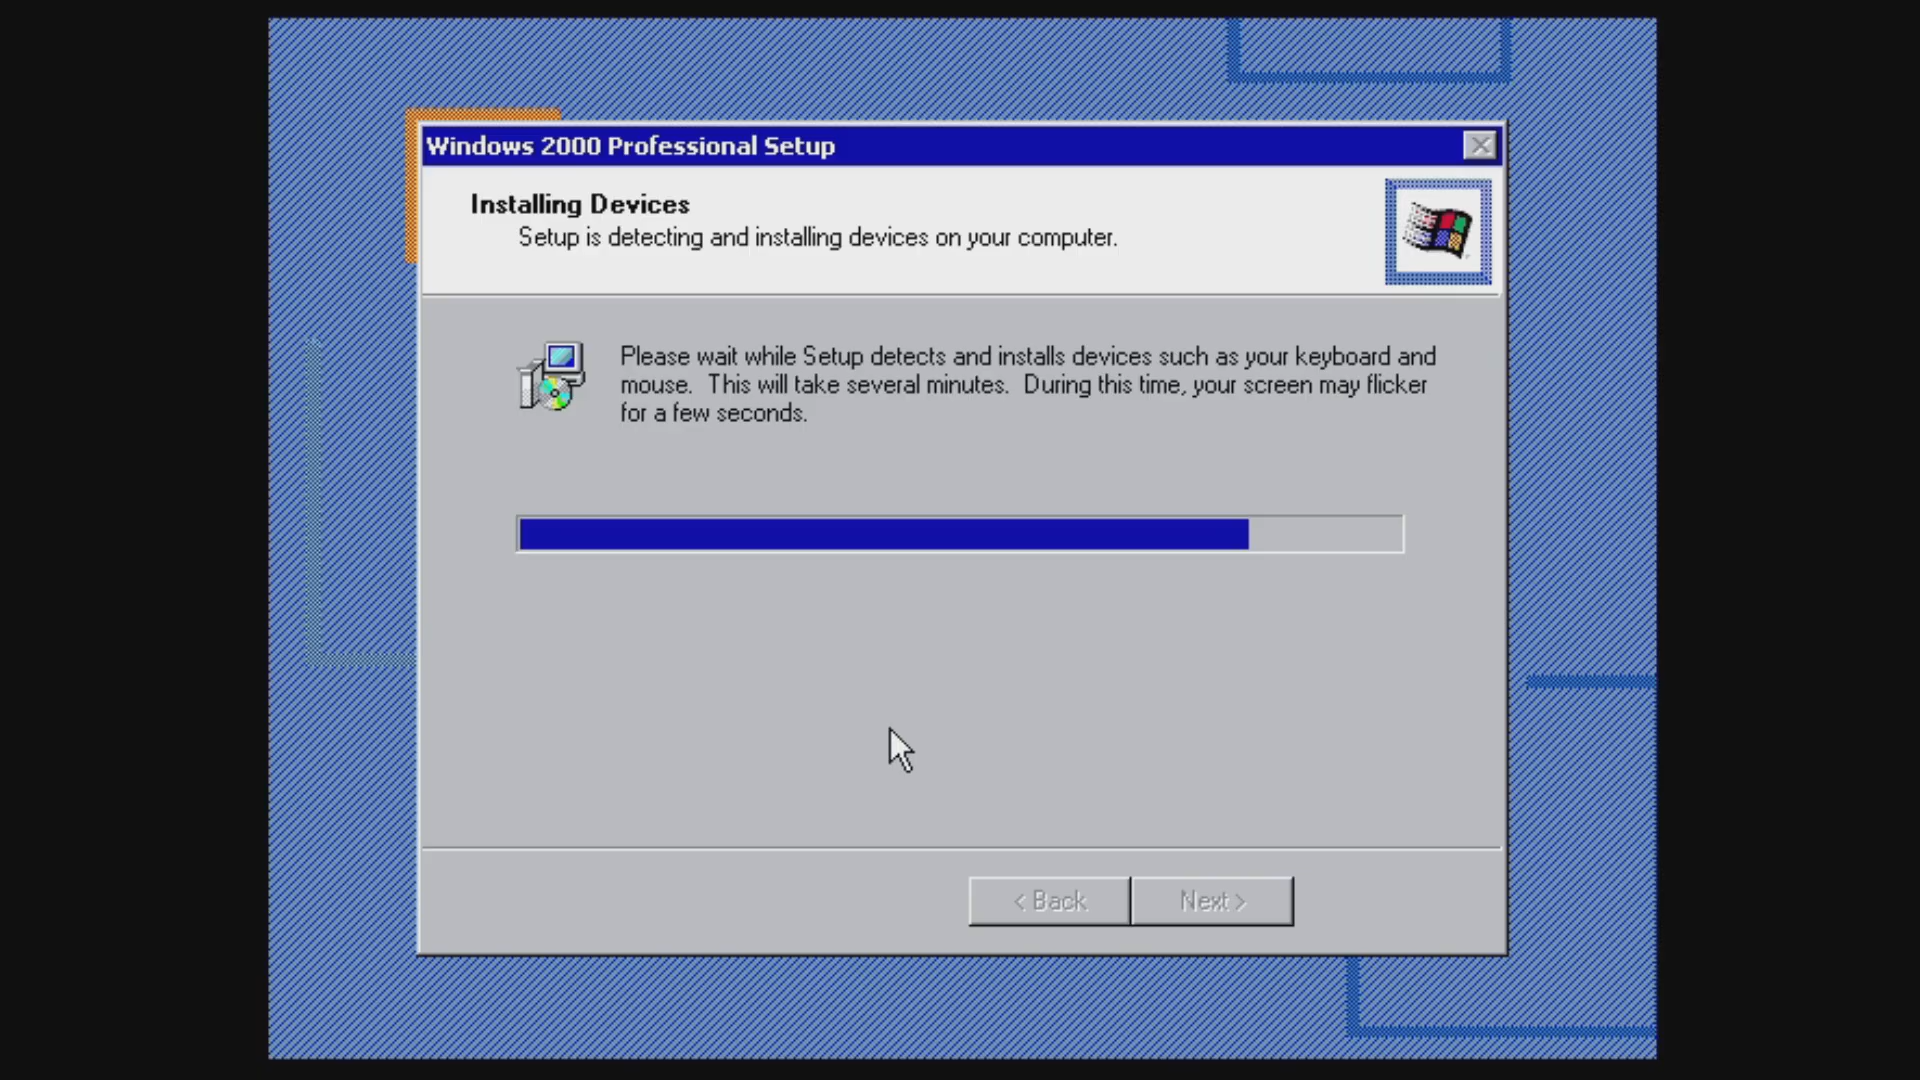 Windows 2000 Professional Setup
Installing Devices
Setup is detecting and installing devices on your computer.
Please wait while Setup detects and installs devices such as your keyboard and
mouse.  This will take several minutes.  During this time, your screen may flicker
for a few seconds.
< Back
Next >